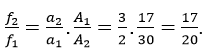 f₂/f₁ = a₂/a₁ . A₁/A₂ = 3/2 . 17/30 = 17/20.